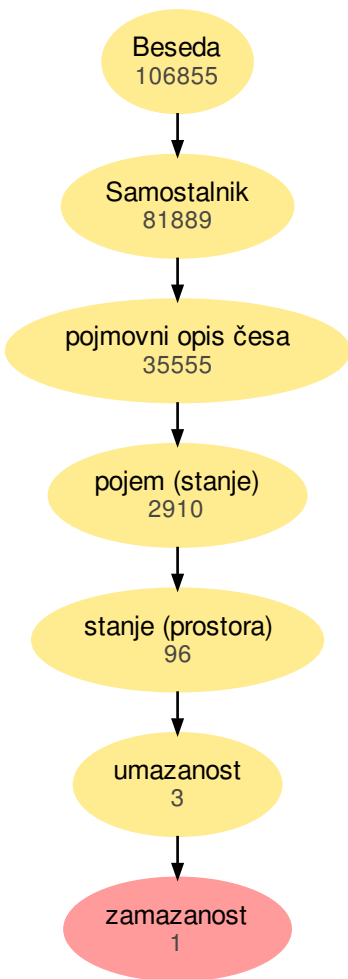 Beseda
106855
Samostalnik
81889
pojmovni opis česa
35555
pojem (stanje)
2910
stanje (prostora)
96
umazanost
3
zamazanost
1